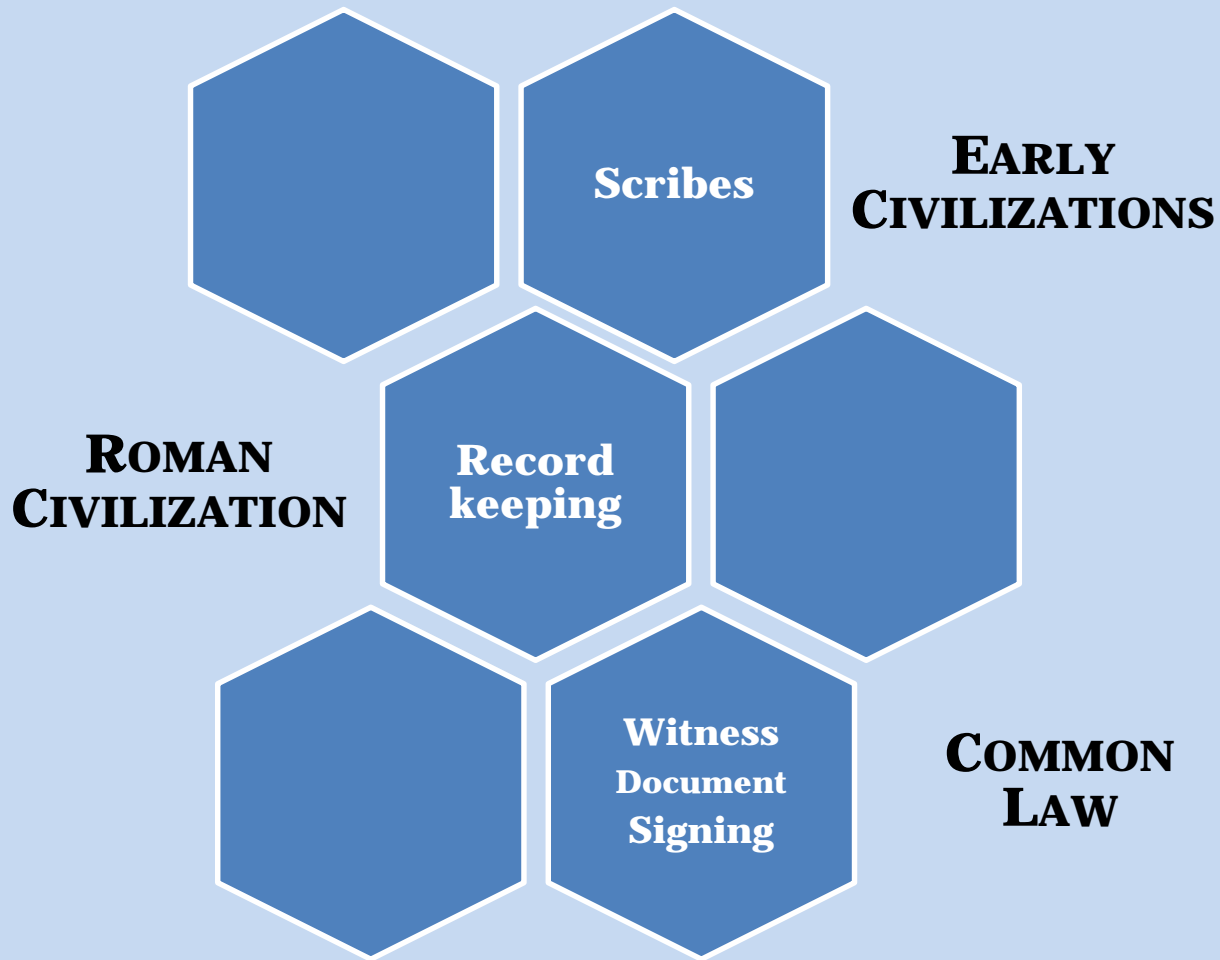 Scribes
EARLY
CIVILIZATIONS
ROMAN
CIVILIZATION
Record
keeping
Witness
Document
Signing
COMMON
LAW